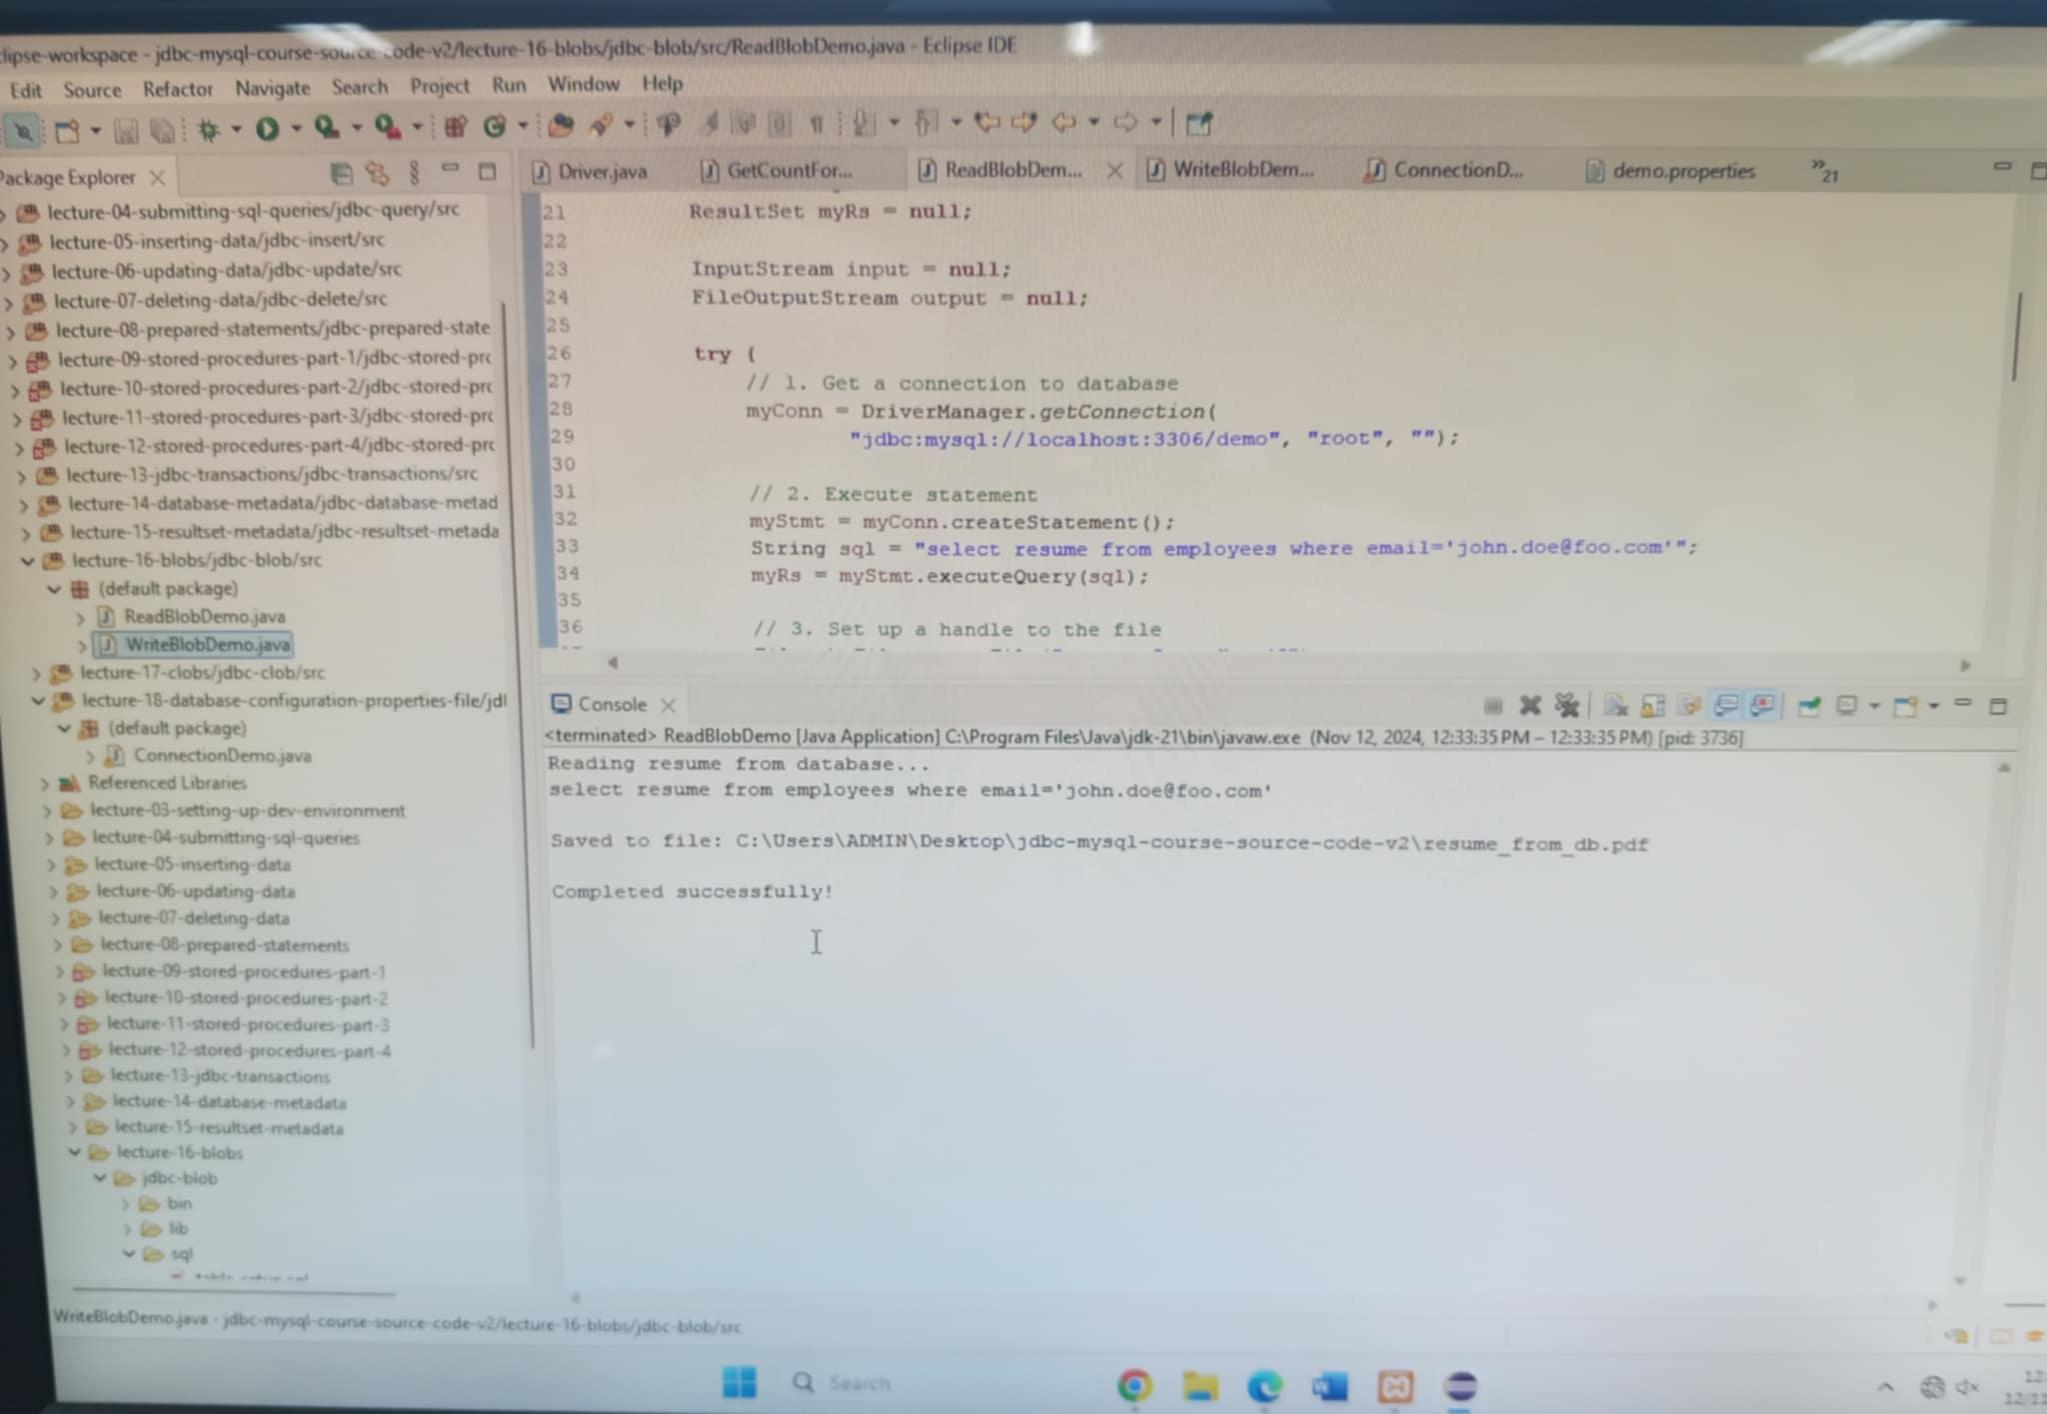 lipse-workspace - jdbc-mysql-course-source-code-v2/lecture-16-blobs/jdbc-blob/src/ReadBlobDemo.java - Eclipse IDE
Edit Source Refactor Navigate Search Project Run Window Help
Package Explorer
Driver.java GetCountFor... ReadBlobDem... WriteBlobDem... ConnectionD... demo.properties »21
lecture-04-submitting-sql-queries/jdbc-query/src
lecture-05-inserting-data/jdbc-insert/src
lecture-06-updating-data/jdbc-update/src
lecture-07-deleting-data/jdbc-delete/src
lecture-08-prepared-statements/jdbc-prepared-state
lecture-09-stored-procedures-part-1/jdbc-stored-prc
lecture-10-stored-procedures-part-2/jdbc-stored-prc
lecture-11-stored-procedures-part-3/jdbc-stored-prc
lecture-12-stored-procedures-part-4/jdbc-stored-prc
lecture-13-jdbc-transactions/jdbc-transactions/src
lecture-14-database-metadata/jdbc-database-metad
lecture-15-resultset-metadata/jdbc-resultset-metada
lecture-16-blobs/jdbc-blob/src
(default package)
ReadBlobDemo.java
WriteBlobDemo.java
lecture-17-clobs/jdbc-clob/src
lecture-18-database-configuration-properties-file/jdl
(default package)
ConnectionDemo.java
Referenced Libraries
lecture-03-setting-up-dev-environment
lecture-04-submitting-sql-queries
lecture-05-inserting-data
lecture-06-updating-data
lecture-07-deleting-data
lecture-08-prepared-statements
lecture-09-stored-procedures-part-1
lecture-10-stored-procedures-part-2
lecture-11-stored-procedures-part-3
lecture-12-stored-procedures-part-4
lecture-13-jdbc-transactions
lecture-14-database-metadata
lecture-15-resultset-metadata
lecture-16-blobs
jdbc-blob
bin
lib
sql
21 ResultSet myRs = null;
22
23 InputStream input = null;
24 FileOutputStream output = null;
25
26 try {
27 // 1. Get a connection to database
28 myConn = DriverManager.getConnection(
29 "jdbc:mysql://localhost:3306/demo", "root", "");
30
31 // 2. Execute statement
32 myStmt = myConn.createStatement();
33 String sql = "select resume from employees where email='john.doe@foo.com'";
34 myRs = myStmt.executeQuery(sql);
35
36 // 3. Set up a handle to the file
Console
<terminated> ReadBlobDemo [Java Application] C:\Program Files\Java\jdk-21\bin\javaw.exe (Nov 12, 2024, 12:33:35 PM – 12:33:35 PM) [pid: 3736]
Reading resume from database...
select resume from employees where email='john.doe@foo.com'
Saved to file: C:\Users\ADMIN\Desktop\jdbc-mysql-course-source-code-v2\resume_from_db.pdf
Completed successfully!
WriteBlobDemo.java - jdbc-mysql-course-source-code-v2/lecture-16-blobs/jdbc-blob/src
Search